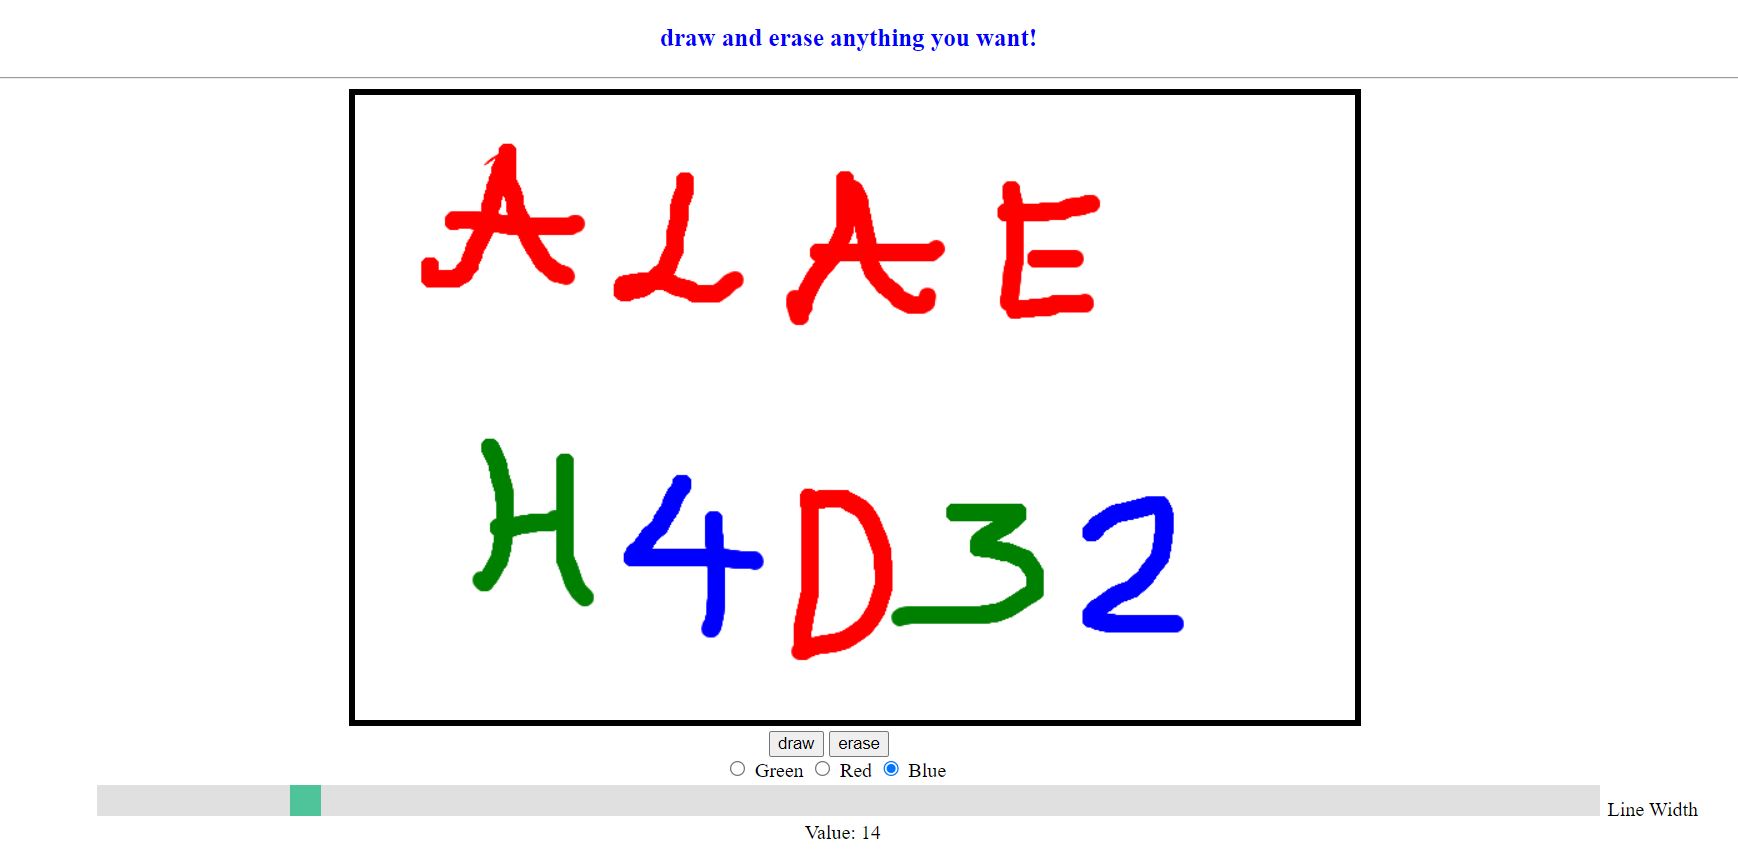 draw and erase anything you want!
ALAE
H4D32
draw erase
Green Red Blue
Line Width
Value: 14